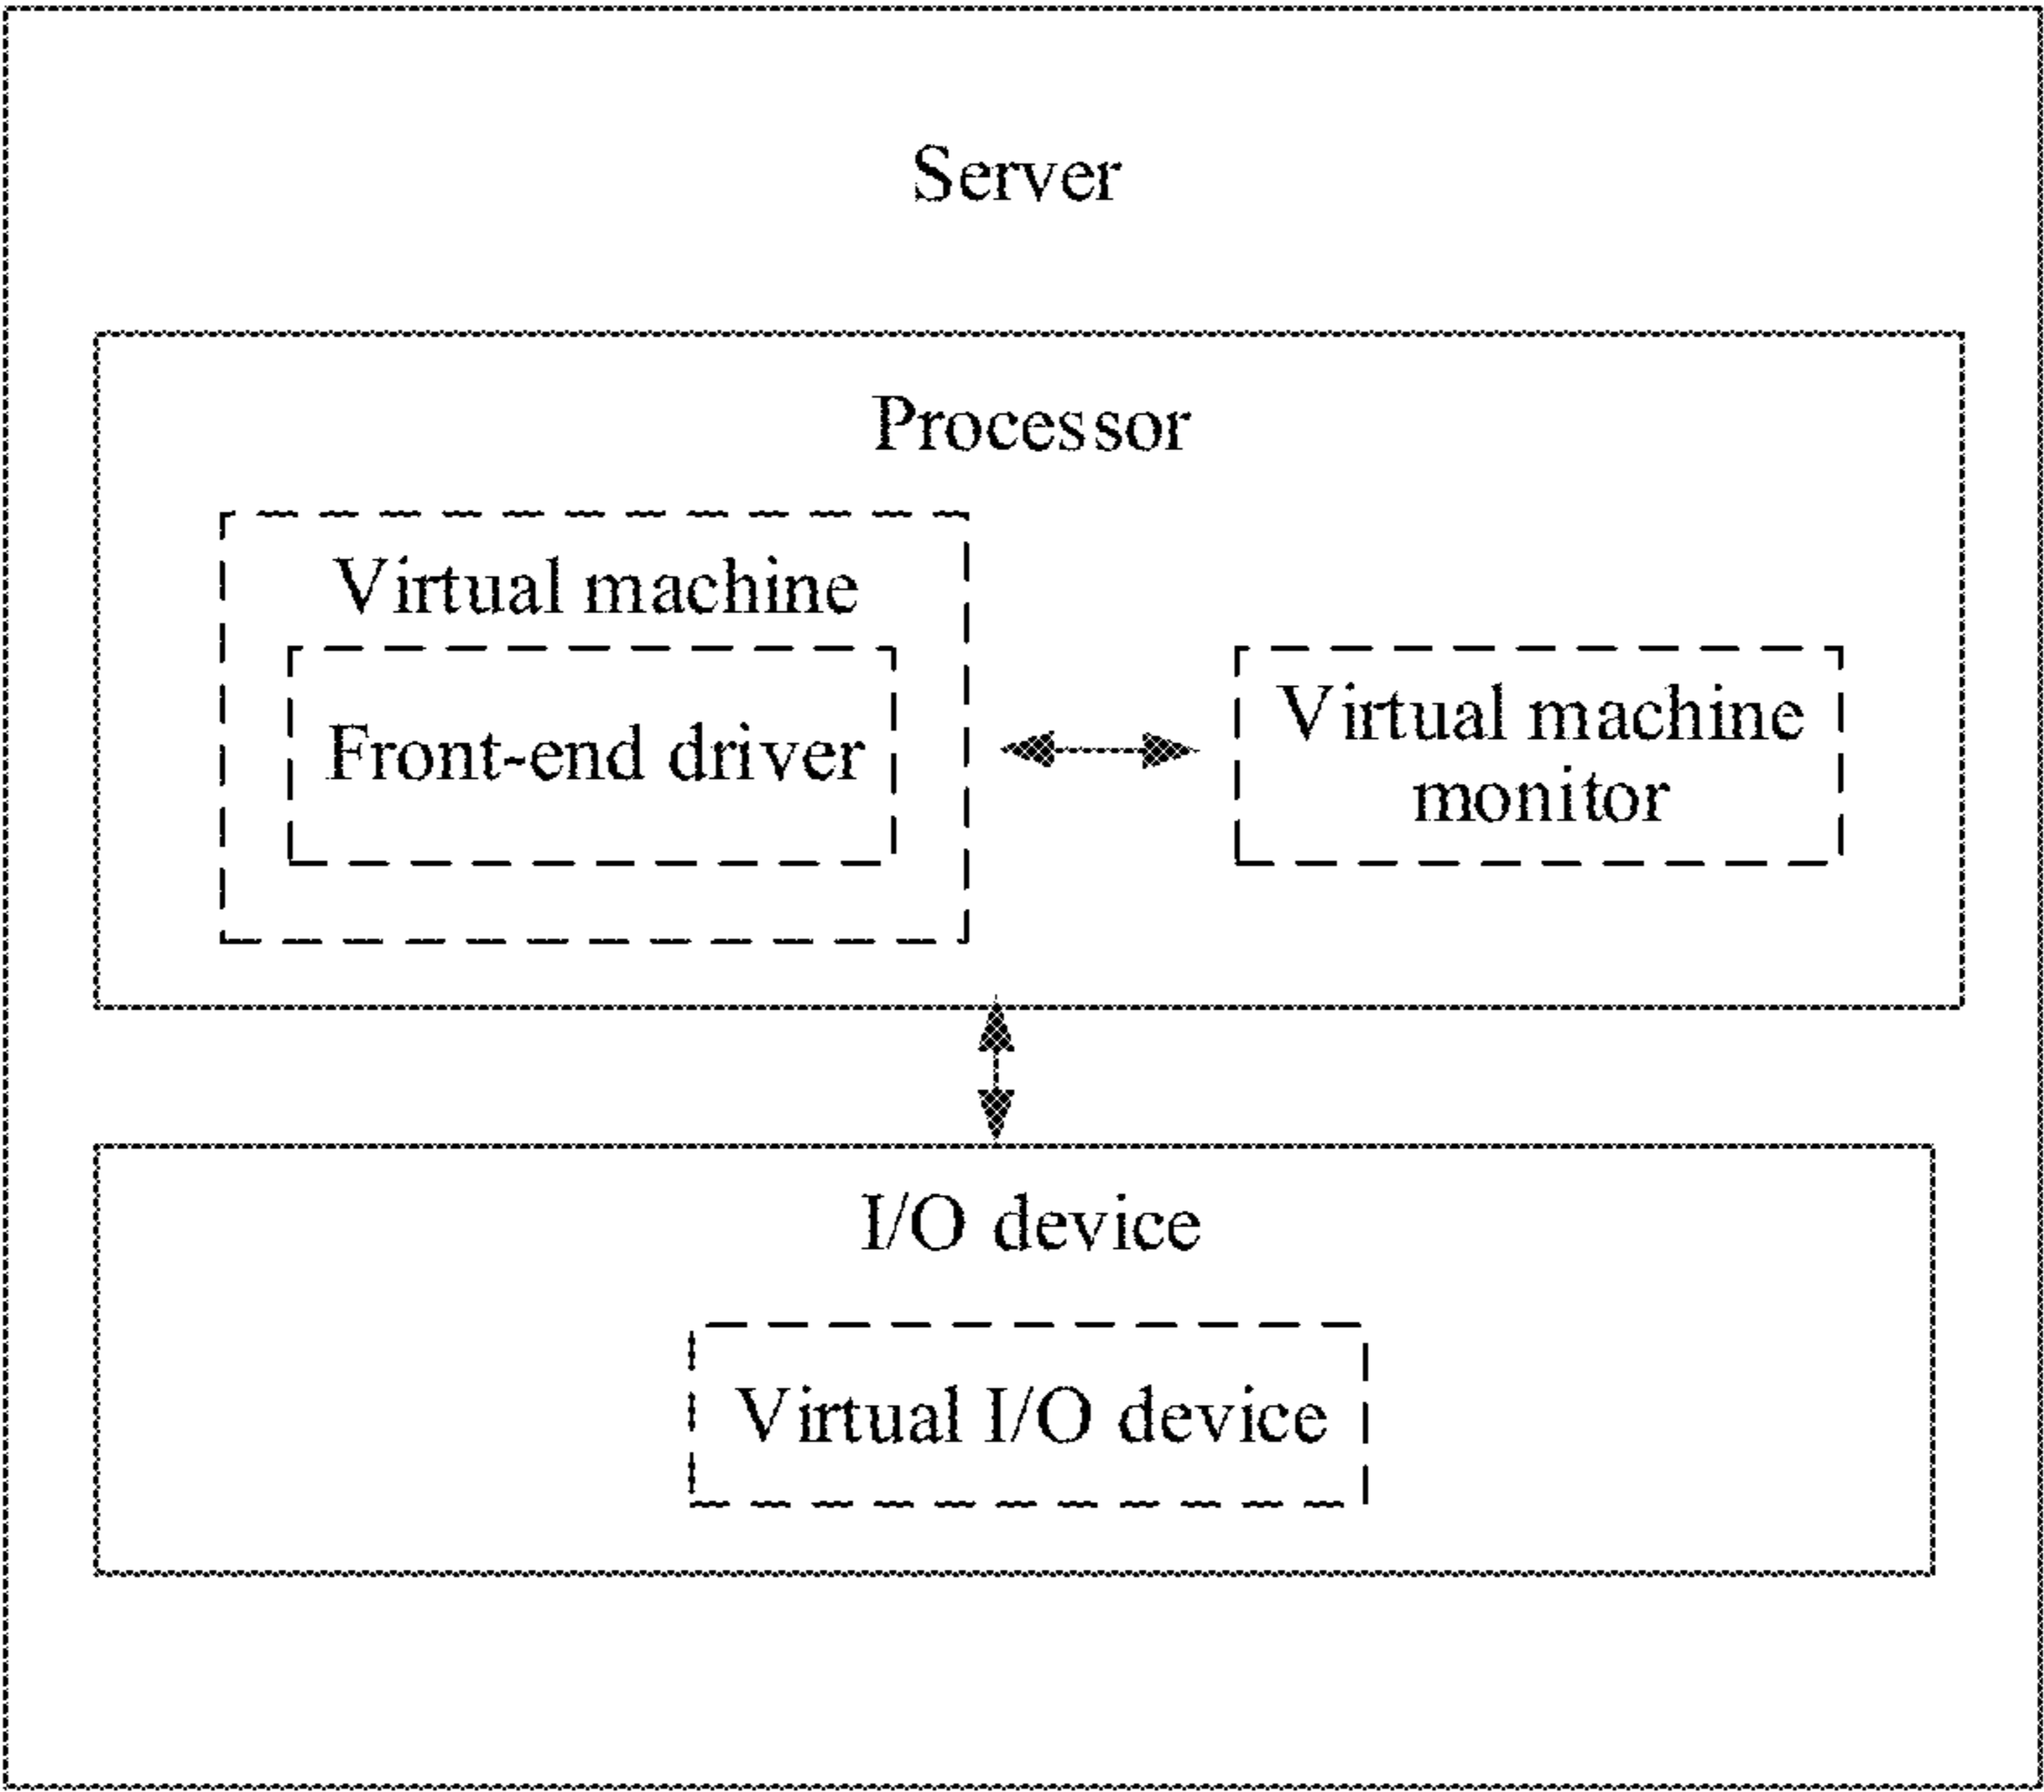 Server
Processor
Virtual machine
Front-end driver
Virtual machine
monitor
I/O device
Virtual I/O device